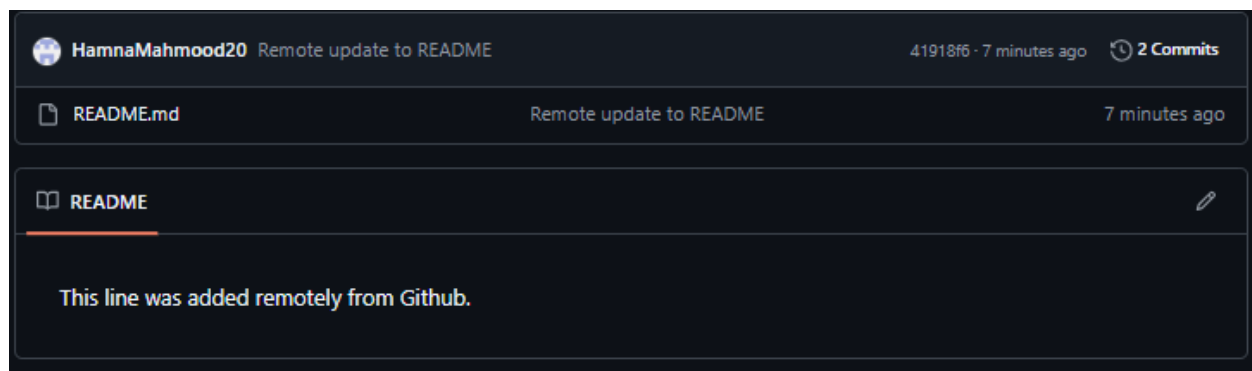 HamnaMahmood20 Remote update to README 41918f6 · 7 minutes ago 2 Commits
README.md Remote update to README 7 minutes ago
README
This line was added remotely from Github.